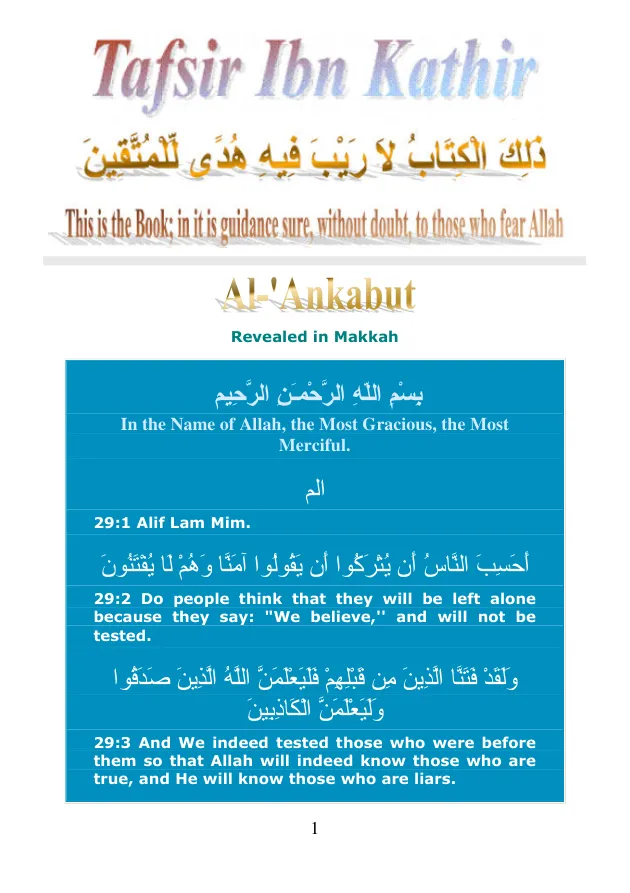 Tafsir Ibn Kathir
ذَلِكَ الْكِتَابُ لاَ رَيْبَ فِيهِ هُدًى لِّلْمُتَّقِينَ
This is the Book; in it is guidance sure, without doubt, to those who fear Allah
Al-'Ankabut
Revealed in Makkah
بِسْمِ اللَّهِ الرَّحْمَـنِ الرَّحِيمِ
In the Name of Allah, the Most Gracious, the Most
Merciful.
الم
29:1 Alif Lam Mim.
أَحَسِبَ النَّاسُ أَن يُتْرَكُوا أَن يَقُولُوا آمَنَّا وَهُمْ لَا يُفْتَنُونَ
29:2 Do people think that they will be left alone
because they say: "We believe,'' and will not be
tested.
وَلَقَدْ فَتَنَّا الَّذِينَ مِن قَبْلِهِمْ فَلَيَعْلَمَنَّ اللَّهُ الَّذِينَ صَدَقُوا
وَلَيَعْلَمَنَّ الْكَاذِبِينَ
29:3 And We indeed tested those who were before
them so that Allah will indeed know those who are
true, and He will know those who are liars.
1